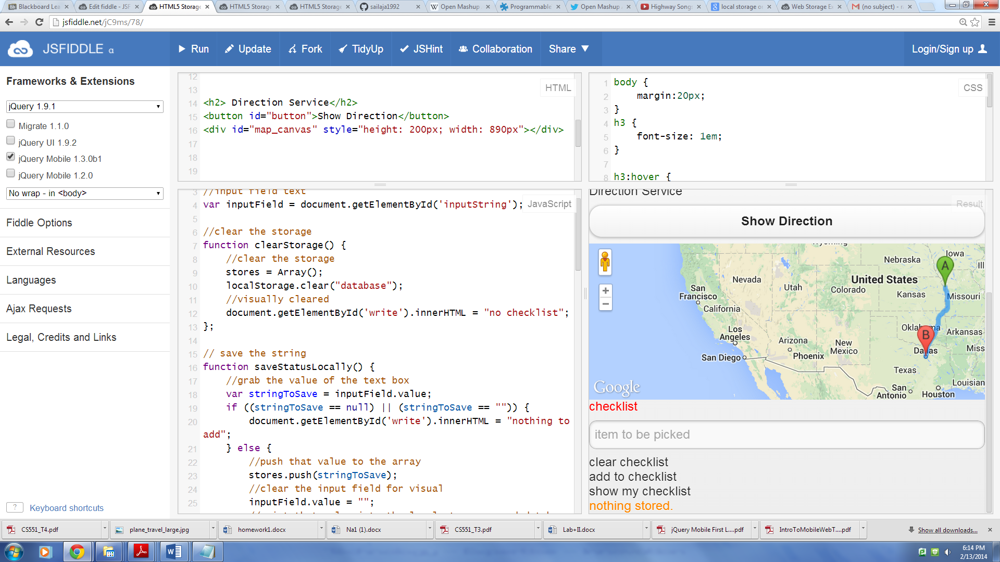 Blackboard Lea
Edit fiddle - JSF
HTML5 Storage
HTML5 Storage
HTML5 Storage
sailaja1992
Open Mashup
Programmable
Open Mashup
Highway Song
local storage o
Web Storage E
(no subject) -
jsfiddle.net/jC9ms/78/
JSFIDDLE α
Run
Update
Fork
TidyUp
JSHint
Collaboration
Share
Login/Sign up
Frameworks & Extensions
jQuery 1.9.1
Migrate 1.1.0
jQuery UI 1.9.2
jQuery Mobile 1.3.0b1
jQuery Mobile 1.2.0
No wrap - in <body>
Fiddle Options
External Resources
Languages
Ajax Requests
Legal, Credits and Links
? Keyboard shortcuts
HTML
12
13
14 <h2> Direction Service</h2>
15 <button id="button">Show Direction</button>
16 <div id="map_canvas" style="height: 200px; width: 890px"></div>
17
18
19
CSS
1 body {
2 margin:20px;
3 }
4 h3 {
5 font-size: 1em;
6 }
7
8 h3:hover {
JavaScript
3 //input field text
4 var inputField = document.getElementById('inputString');
5
6 //clear the storage
7 function clearStorage() {
8 //clear the storage
9 stores = Array();
10 localStorage.clear("database");
11 //visually cleared
12 document.getElementById('write').innerHTML = "no checklist";
13 };
14
15 // save the string
16 function saveStatusLocally() {
17 //grab the value of the text box
18 var stringToSave = inputField.value;
19 if ((stringToSave == null) || (stringToSave == "")) {
20 document.getElementById('write').innerHTML = "nothing to
add";
21 } else {
22 //push that value to the array
23 stores.push(stringToSave);
24 //clear the input field for visual
25 inputField.value = "";
Direction Service
Result
Show Direction
Wyoming
Iowa
Nebraska
Ill
Nevada
United States
Utah
Colorado
Kansas
Missouri
San
Francisco
California
Oklahoma
Arkansas
Los
Angeles
Arizona
New
Mexico
Miss
Phoenix
San Diego
Dallas
Texas
Louisian
San
Antonio
Houston
A
B
Google
checklist
item to be picked
clear checklist
add to checklist
show my checklist
nothing stored.
CS551_T4.pdf
plane_travel_large.jpg
homework1.docx
Na1 (1).docx
CS551_T3.pdf
Lab+II.docx
jQuery Mobile First L....pdf
IntroToMobileWebT....pdf
Show all downloads...
6:14 PM
2/13/2014